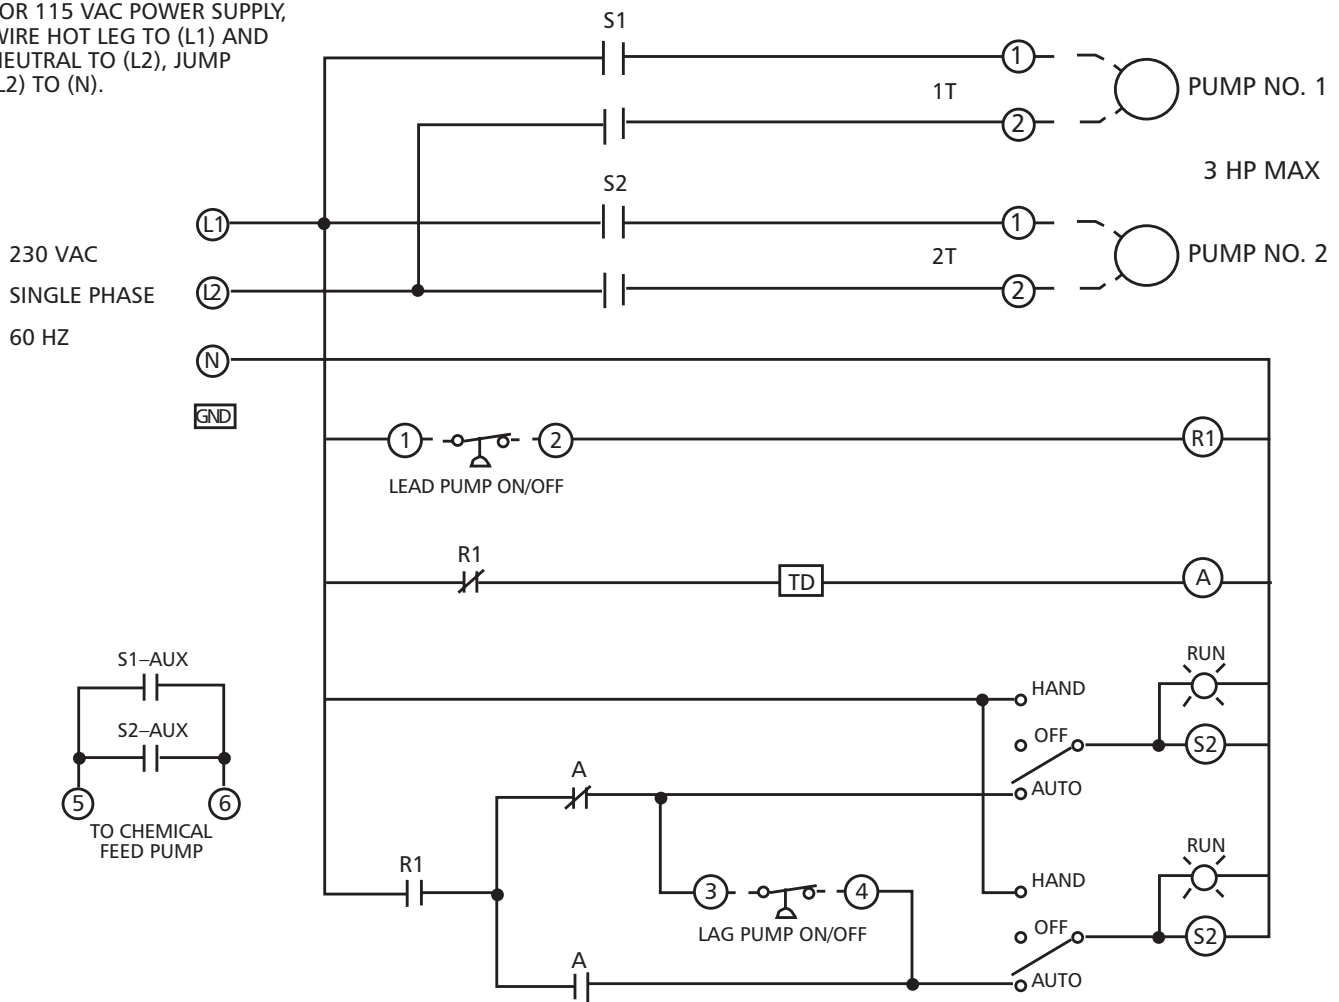 OR 115 VAC POWER SUPPLY,
WIRE HOT LEG TO (L1) AND
NEUTRAL TO (L2), JUMP
L2) TO (N).
S1
1
1T
PUMP NO. 1
2
3 HP MAX
S2
L1
1
230 VAC
2T
PUMP NO. 2
SINGLE PHASE
L2
2
60 HZ
N
GND
1
2
R1
LEAD PUMP ON/OFF
R1
TD
A
S1–AUX
RUN
HAND
S2–AUX
OFF
S2
A
AUTO
5
6
TO CHEMICAL
FEED PUMP
R1
RUN
3
4
HAND
LAG PUMP ON/OFF
OFF
S2
A
AUTO